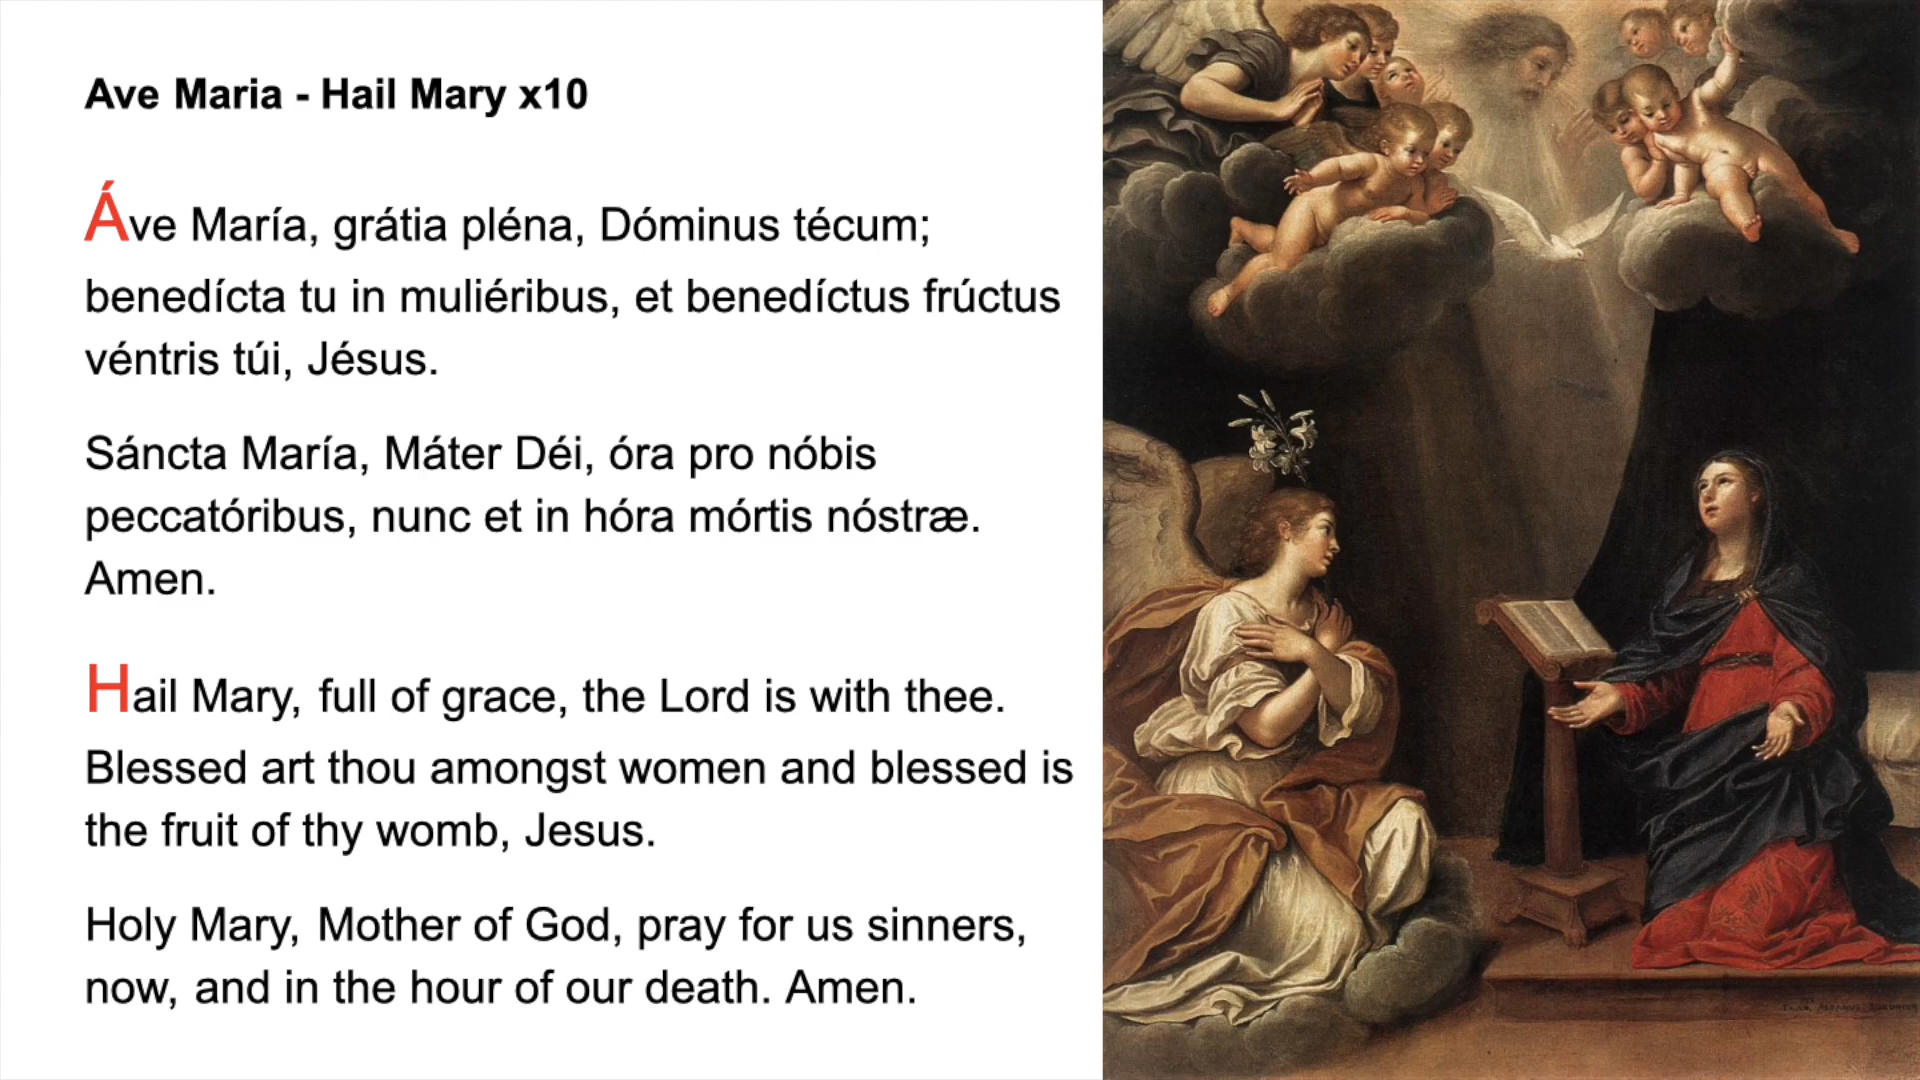 Ave Maria - Hail Mary x10
Áve María, grátia pléna, Dóminus técum;
benedícta tu in muliéribus, et benedíctus frúctus
véntris túi, Jésus.
Sáncta María, Máter Déi, óra pro nóbis
peccatóribus, nunc et in hóra mórtis nóstræ.
Amen.
Hail Mary, full of grace, the Lord is with thee.
Blessed art thou amongst women and blessed is
the fruit of thy womb, Jesus.
Holy Mary, Mother of God, pray for us sinners,
now, and in the hour of our death. Amen.